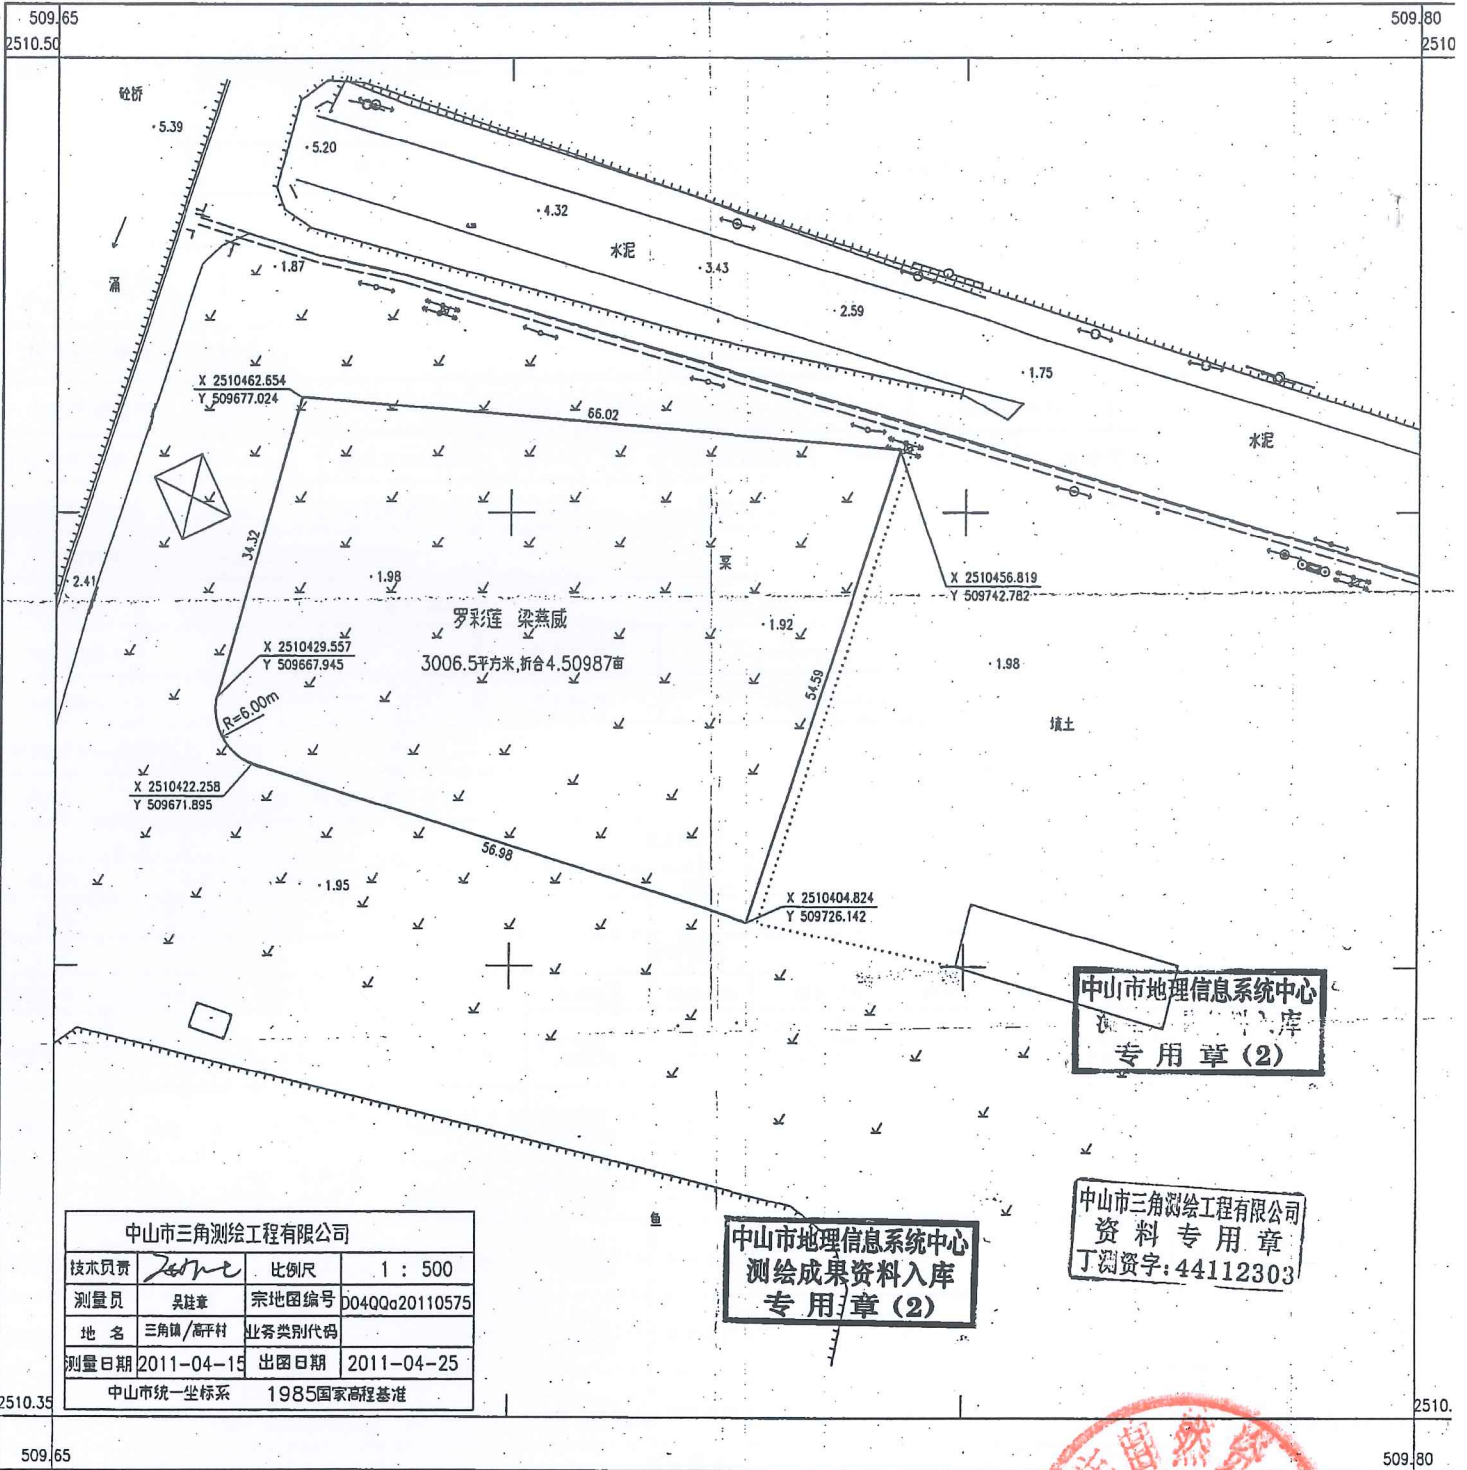 509.65
509.80
2510.50
2510
砼桥
5.39
5.20
4.32
水泥
3.43
1.87
涌
2.59
1.75
X 2510462.654
Y 509677.024
66.02
水泥
34.32
2.41
1.98
菜
X 2510456.819
Y 509742.782
罗彩莲 梁燕威
1.92
X 2510429.557
Y 509667.945
3006.5平方米,折合4.50987亩
1.98
54.59
R=6.00m
填土
X 2510422.258
Y 509671.895
56.98
1.95
X 2510404.824
Y 509726.142
中山市地理信息系统中心
入库
专用章(2)
中山市三角测绘工程有限公司
资料专用章
丁测资字:44112303
鱼
中山市地理信息系统中心
测绘成果资料入库
专用章(2)
中山市三角测绘工程有限公司
技术负责 比例尺 1 : 500
测量员 宗地图编号 D04QQa20110575
地 名 三角镇/高平村 业务类别代码
测量日期 2011-04-15 出图日期 2011-04-25
中山市统一坐标系 1985国家高程基准
2510.35
2510.
自然资
509.65
509.80